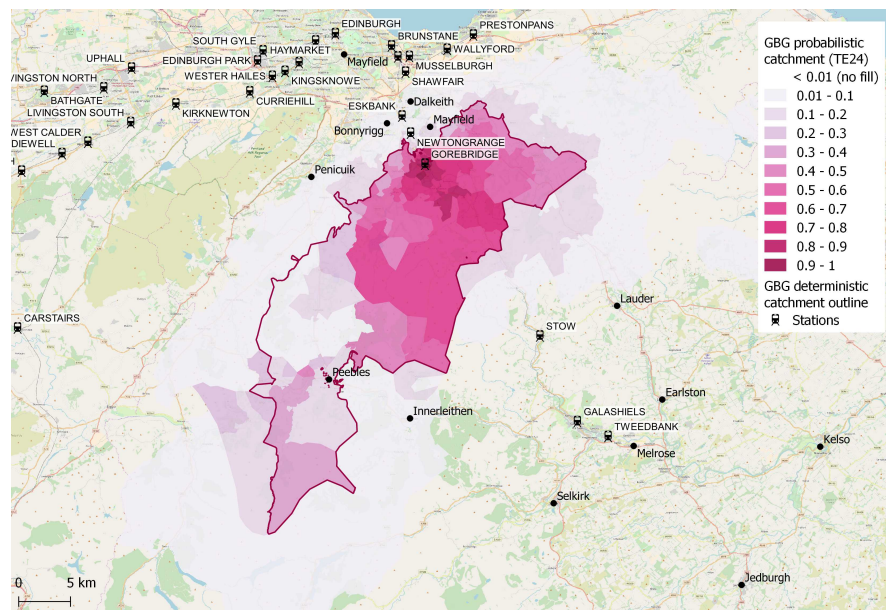 EDINBURGH
PRESTONPANS
SOUTH GYLE
BRUNSTANE
HAYMARKET
WALLYFORD
UPHALL
EDINBURGH PARK
Mayfield
MUSSELBURGH
WESTER HAILES
KINGSKNOWE
VINGSTON NORTH
SHAWFAIR
BATHGATE
CURRIEHILL
ESKBANK
Dalkeith
LIVINGSTON SOUTH
KIRKNEWTON
Mayfield
WEST CALDER
Bonnyrigg
DIEWELL
NEWTONGRANGE
GOREBRIDGE
H
Penicuik
Lauder
CARSTAIRS
STOW
Peebles
Earlston
Innerleithen
GALASHIELS
TWEEDBANK
Kelso
Melrose
Selkirk
Jedburgh
0 5 km
GBG probabilistic
catchment (TE24)
< 0.01 (no fill)
0.01 - 0.1
0.1 - 0.2
0.2 - 0.3
0.3 - 0.4
0.4 - 0.5
0.5 - 0.6
0.6 - 0.7
0.7 - 0.8
0.8 - 0.9
0.9 - 1
GBG deterministic
catchment outline
Stations